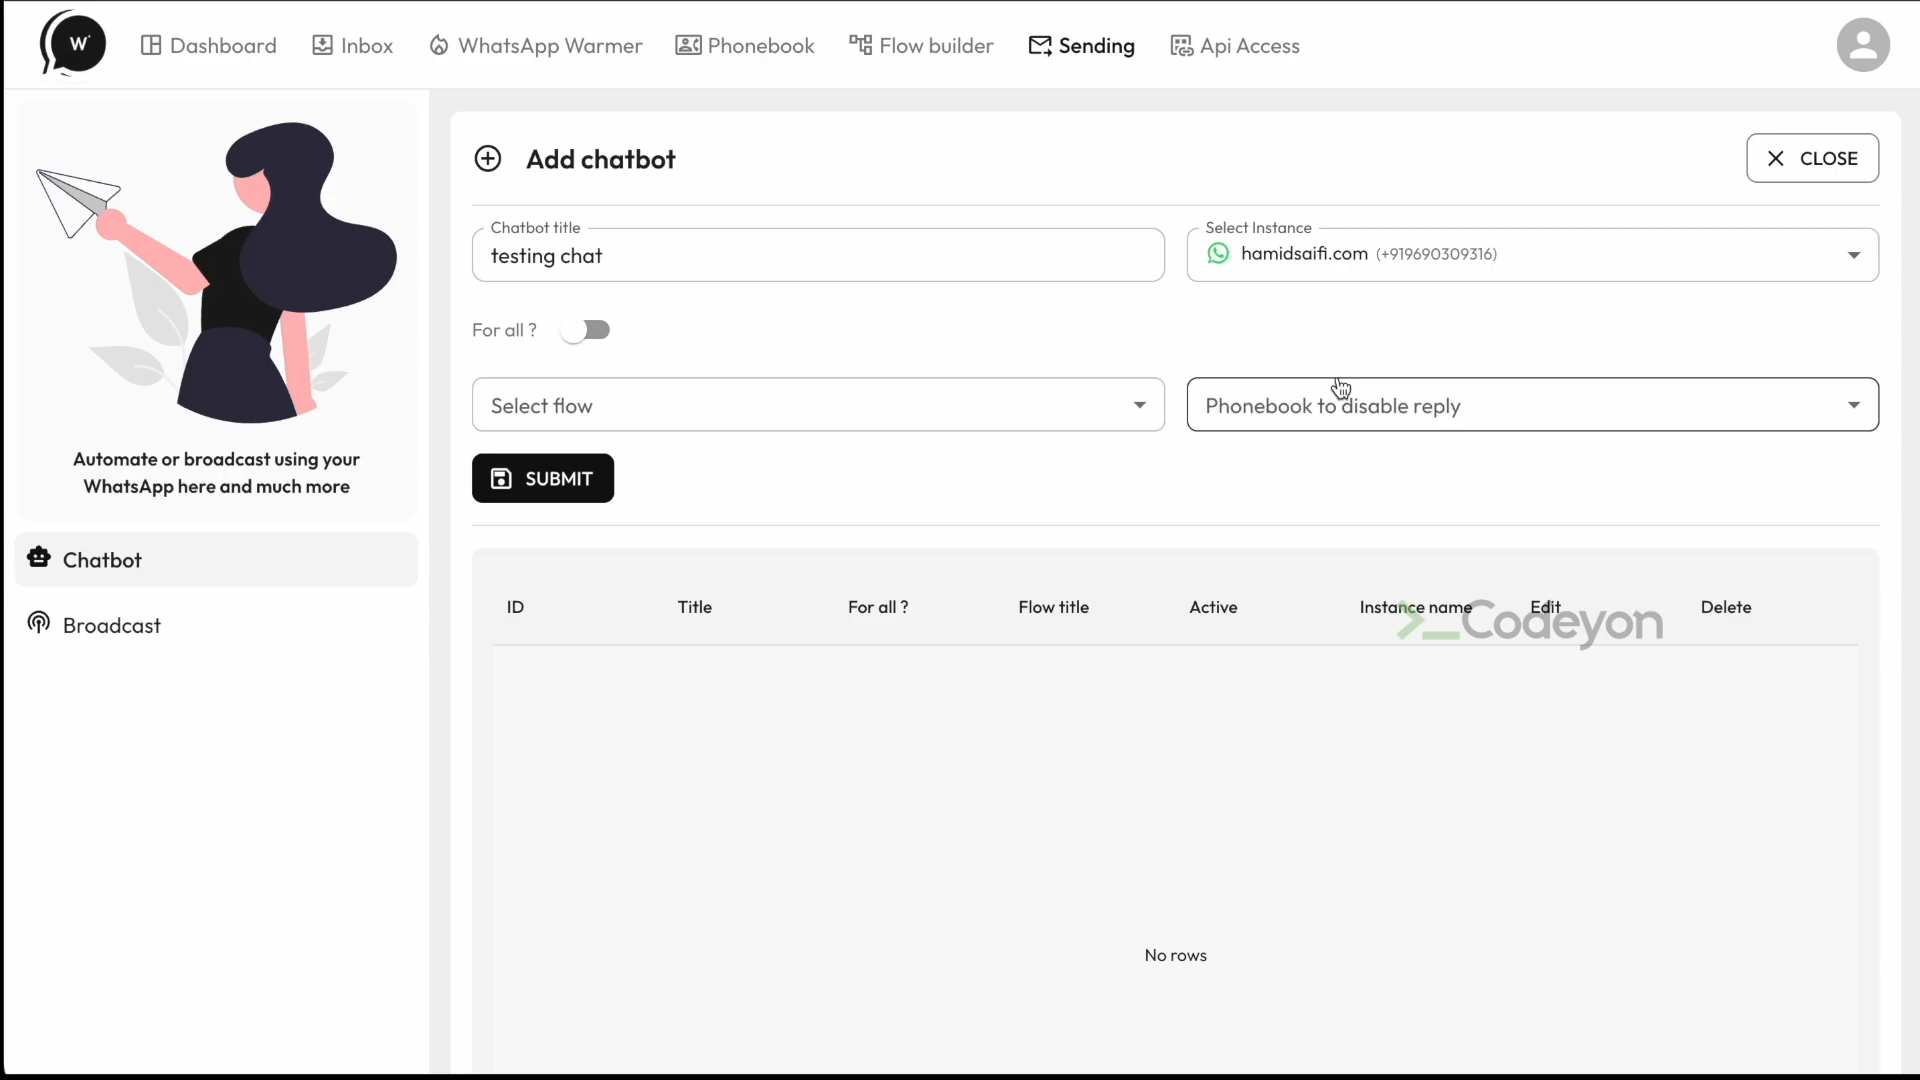 W
Dashboard
Inbox
WhatsApp Warmer
Phonebook
Flow builder
Sending
Api Access
Automate or broadcast using your
WhatsApp here and much more
Chatbot
Broadcast
Add chatbot
CLOSE
Chatbot title
testing chat
Select Instance
hamidsaifi.com (+919690309316)
For all ?
Select flow
Phonebook to disable reply
SUBMIT
ID Title For all ? Flow title Active Instance name Edit Delete
>_Codeyon
No rows